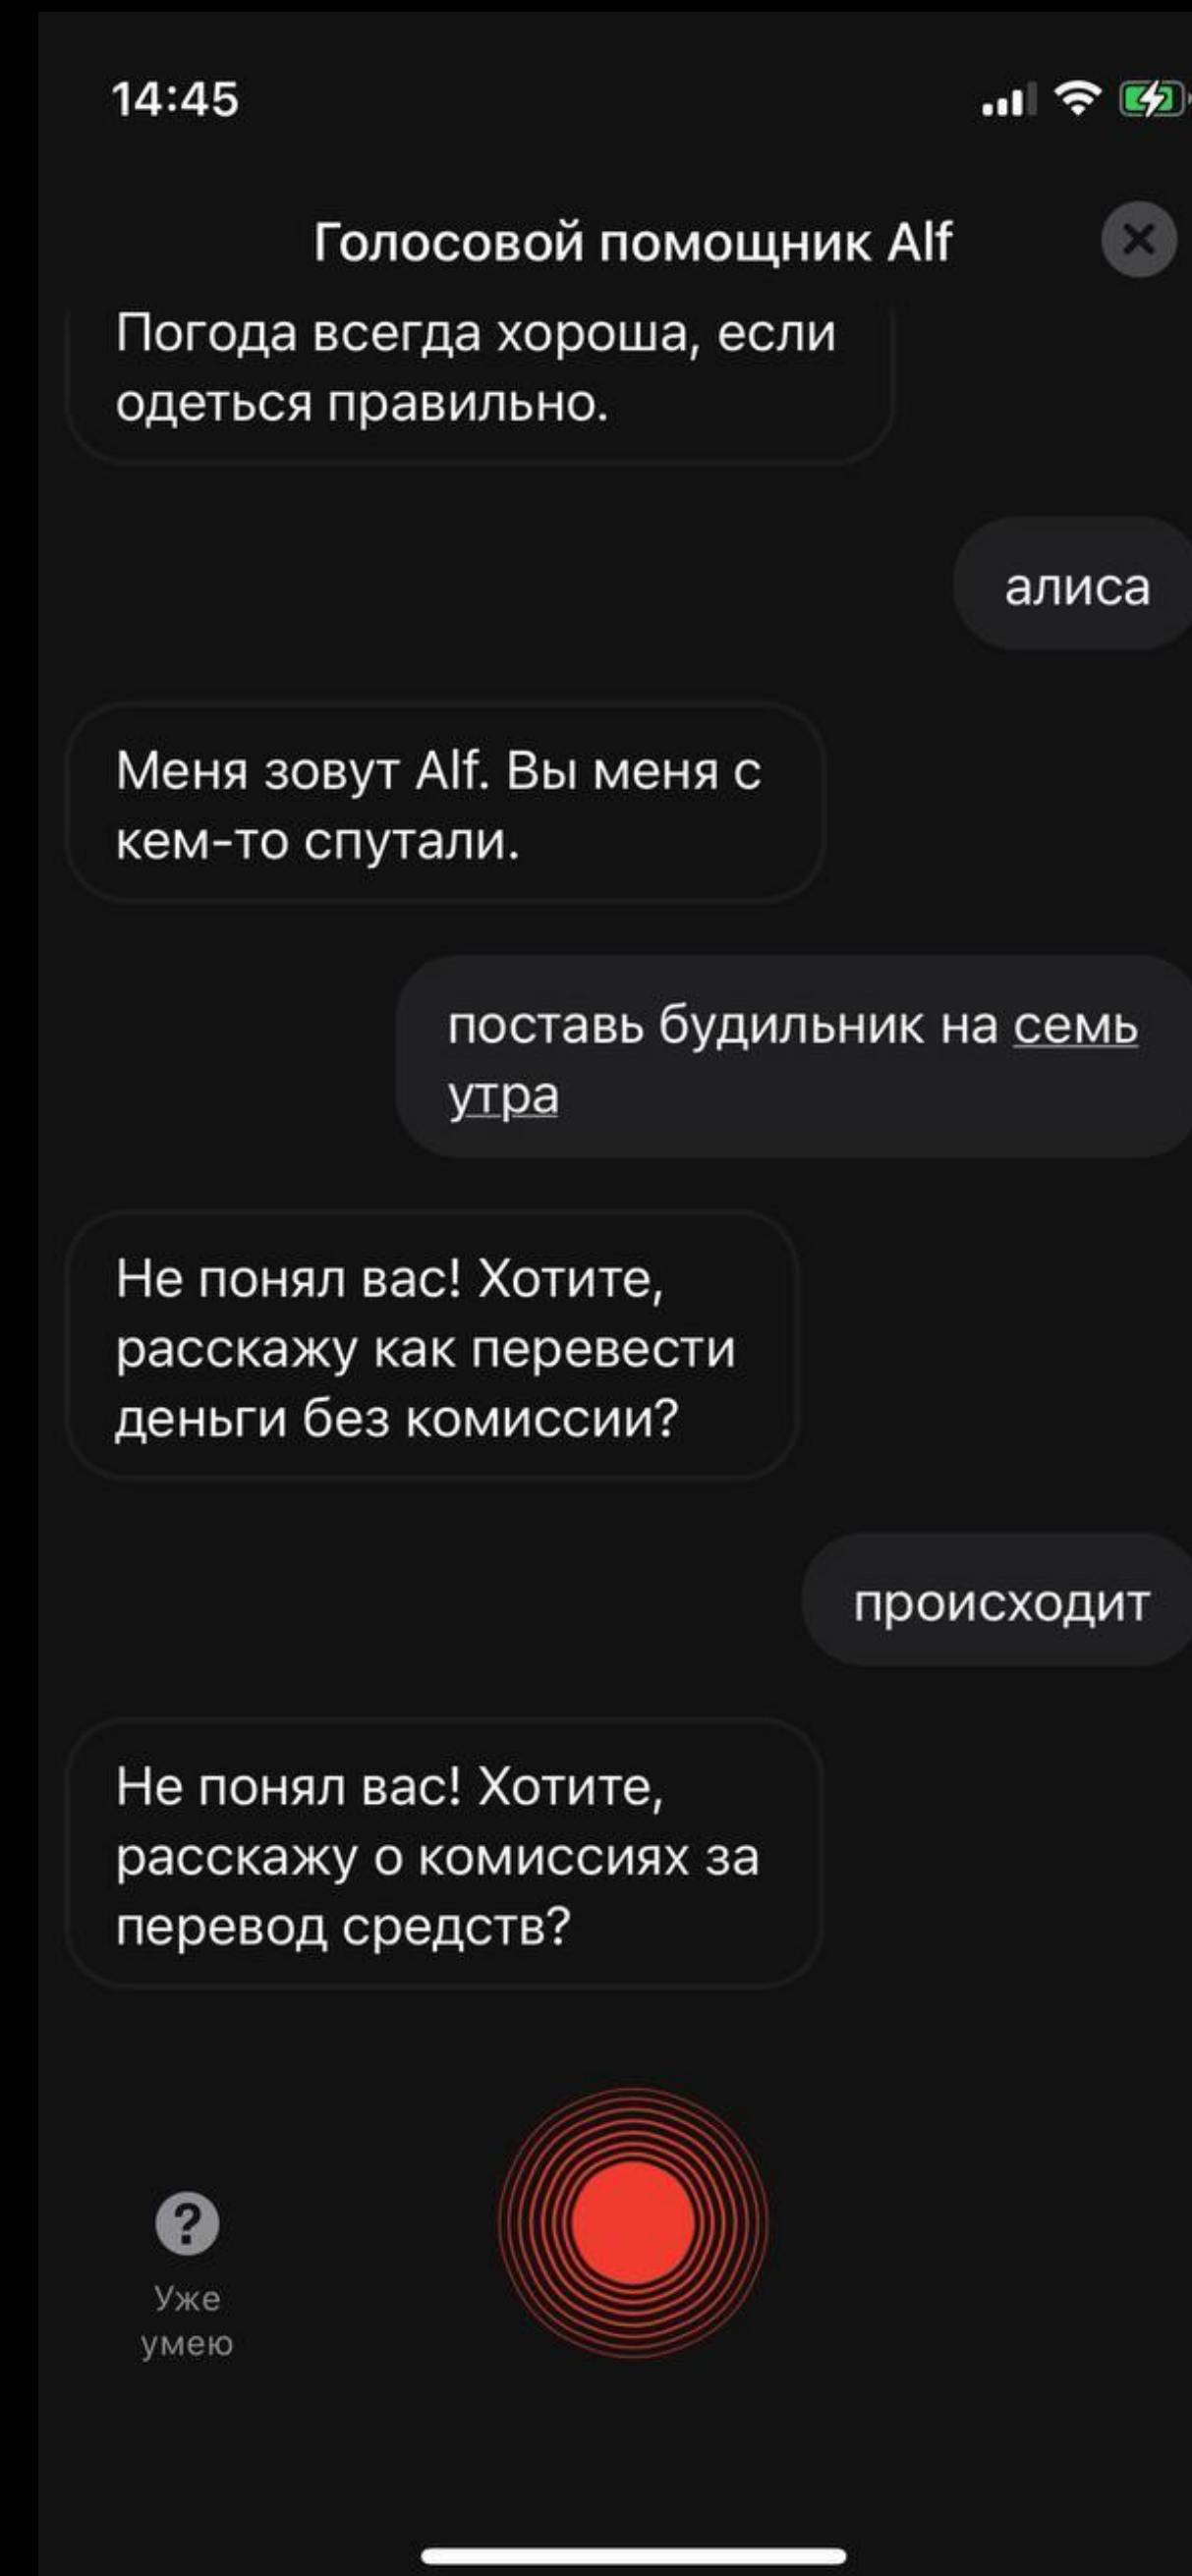 14:45
Голосовой помощник Alf
Погода всегда хороша, если
одеться правильно.
алиса
Меня зовут Alf. Вы меня с
кем-то спутали.
поставь будильник на семь
утра
Не понял вас! Хотите,
расскажу как перевести
деньги без комиссии?
происходит
Не понял вас! Хотите,
расскажу о комиссиях за
перевод средств?
?
Уже
умею